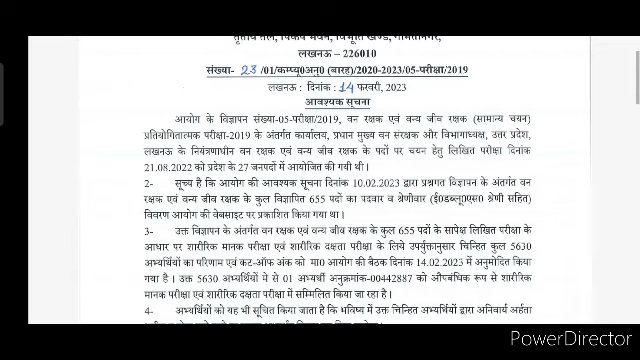 तृतीय तल, पिकप भवन, विभूति खण्ड, गोमतीनगर,
लखनऊ -226010
संख्या- 23 /01/कम्प्यू0अनु0 (बारह)/2020-2023/05-परीक्षा/2019
लखनऊ : दिनांक : 14 फरवरी, 2023
आवश्यक सूचना
आयोग के विज्ञापन संख्या-05-परीक्षा/2019, वन रक्षक एवं वन्य जीव रक्षक (सामान्य चयन)
प्रतियोगितात्मक परीक्षा-2019 के अंतर्गत कार्यालय, प्रधान मुख्य वन संरक्षक और विभागाध्यक्ष, उत्तर प्रदेश,
लखनऊ के नियंत्रणाधीन वन रक्षक एवं वन्य जीव रक्षक के पदों पर चयन हेतु लिखित परीक्षा दिनांक
21.08.2022 को प्रदेश के 27 जनपदों में आयोजित की गयी थी।
2- सूच्य है कि आयोग की आवश्यक सूचना दिनांक 10.02.2023 द्वारा प्रश्नगत विज्ञापन के अंतर्गत वन
रक्षक एवं वन्य जीव रक्षक के कुल विज्ञापित 655 पदों का पदवार व श्रेणीवार (ई0डब्लू0एस0 श्रेणी सहित)
विवरण आयोग की वेबसाइट पर प्रकाशित किया गया था।
3- उक्त विज्ञापन के अंतर्गत वन रक्षक एवं वन्य जीव रक्षक के कुल 655 पदों के सापेक्ष लिखित परीक्षा के
आधार पर शारीरिक मानक परीक्षा एवं शारीरिक दक्षता परीक्षा के लिये उपर्युक्तानुसार चिन्हित कुल 5630
अभ्यर्थियों का परिणाम एवं कट-ऑफ अंक को मा0 आयोग की बैठक दिनांक 14.02.2023 में अनुमोदित किया
गया है। उक्त 5630 अभ्यर्थियों मे से 01 अभ्यर्थी अनुक्रमांक-00442887 को औपबंधिक रूप से शारीरिक
मानक परीक्षा एवं शारीरिक दक्षता परीक्षा में सम्मिलित किया जा रहा है।
4- अभ्यर्थियों को यह भी सूचित किया जाता है कि भविष्य में उक्त चिन्हित अभ्यर्थियों द्वारा अनिवार्य अर्हता
PowerDirector